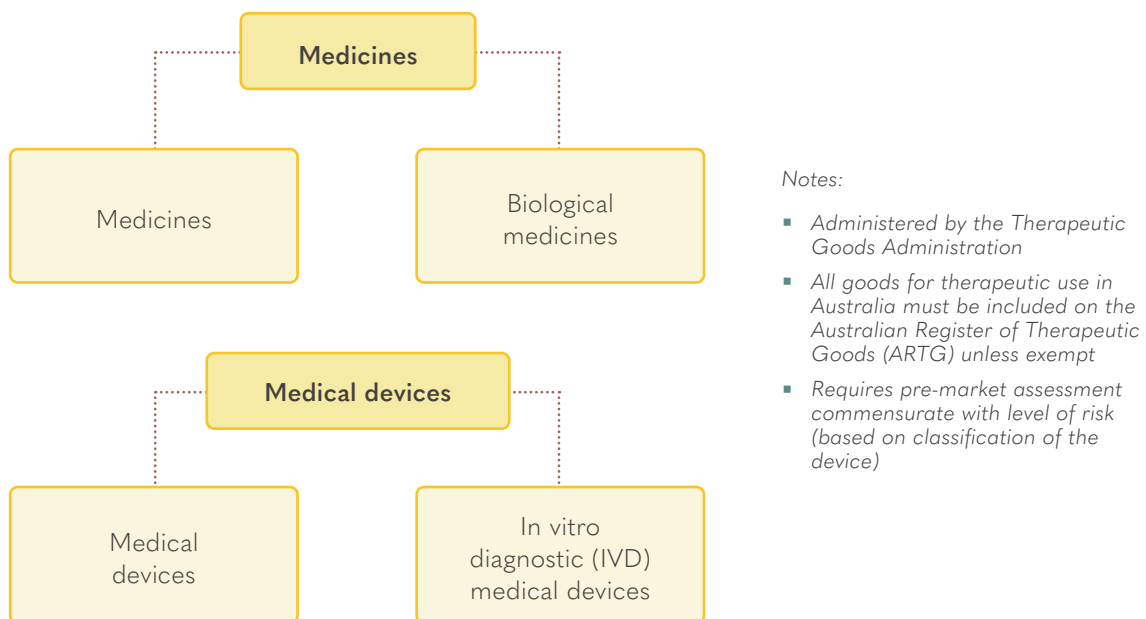 Medicines
Medicines
Biological
medicines
Medical devices
Medical
devices
In vitro
diagnostic (IVD)
medical devices
Notes:
▪ Administered by the Therapeutic
Goods Administration
▪ All goods for therapeutic use in
Australia must be included on the
Australian Register of Therapeutic
Goods (ARTG) unless exempt
▪ Requires pre-market assessment
commensurate with level of risk
(based on classification of the
device)